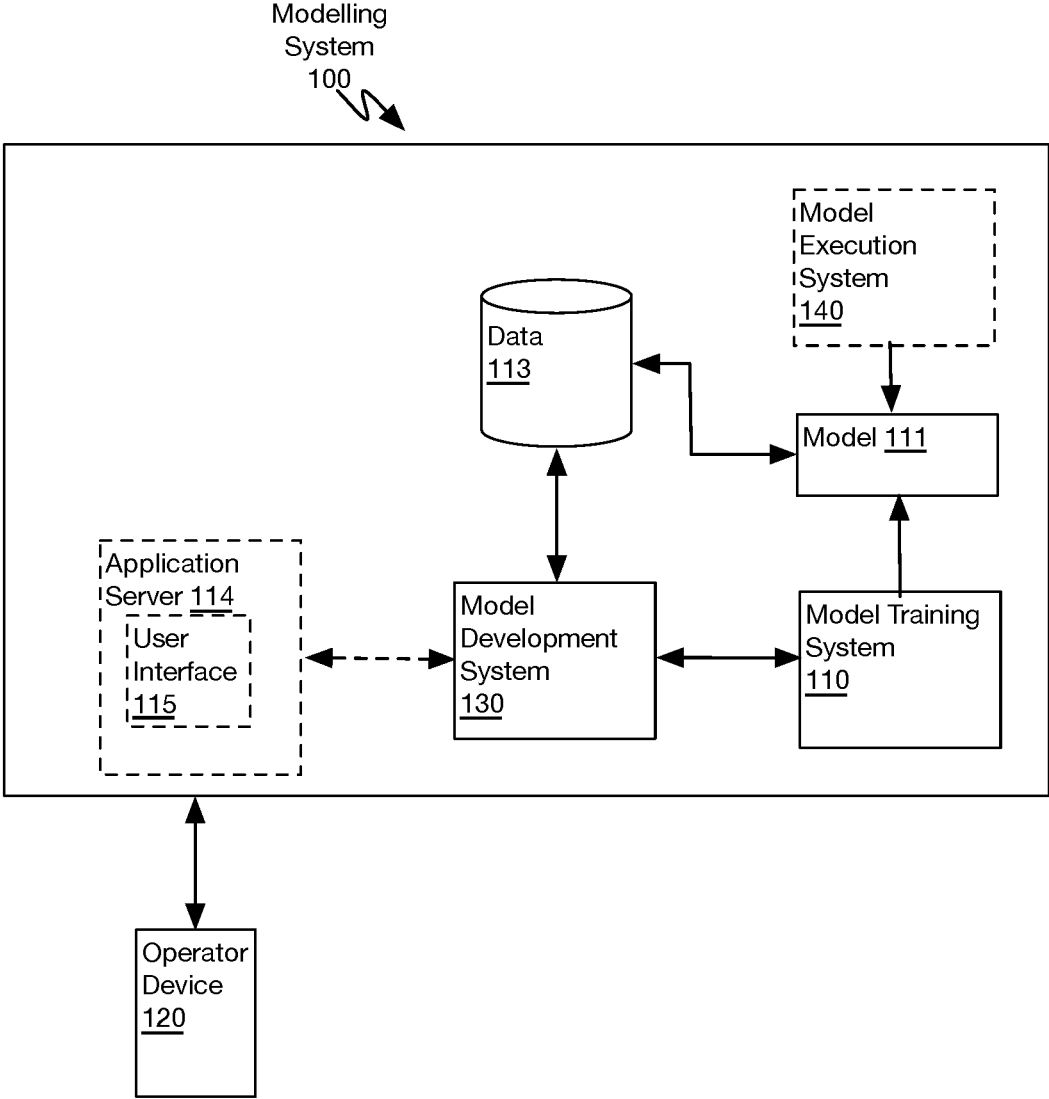 Modelling
System
100
Model
Execution
System
140
Data
113
Model 111
Application
Server 114
User
Interface
115
Model
Development
System
130
Model Training
System
110
Operator
Device
120